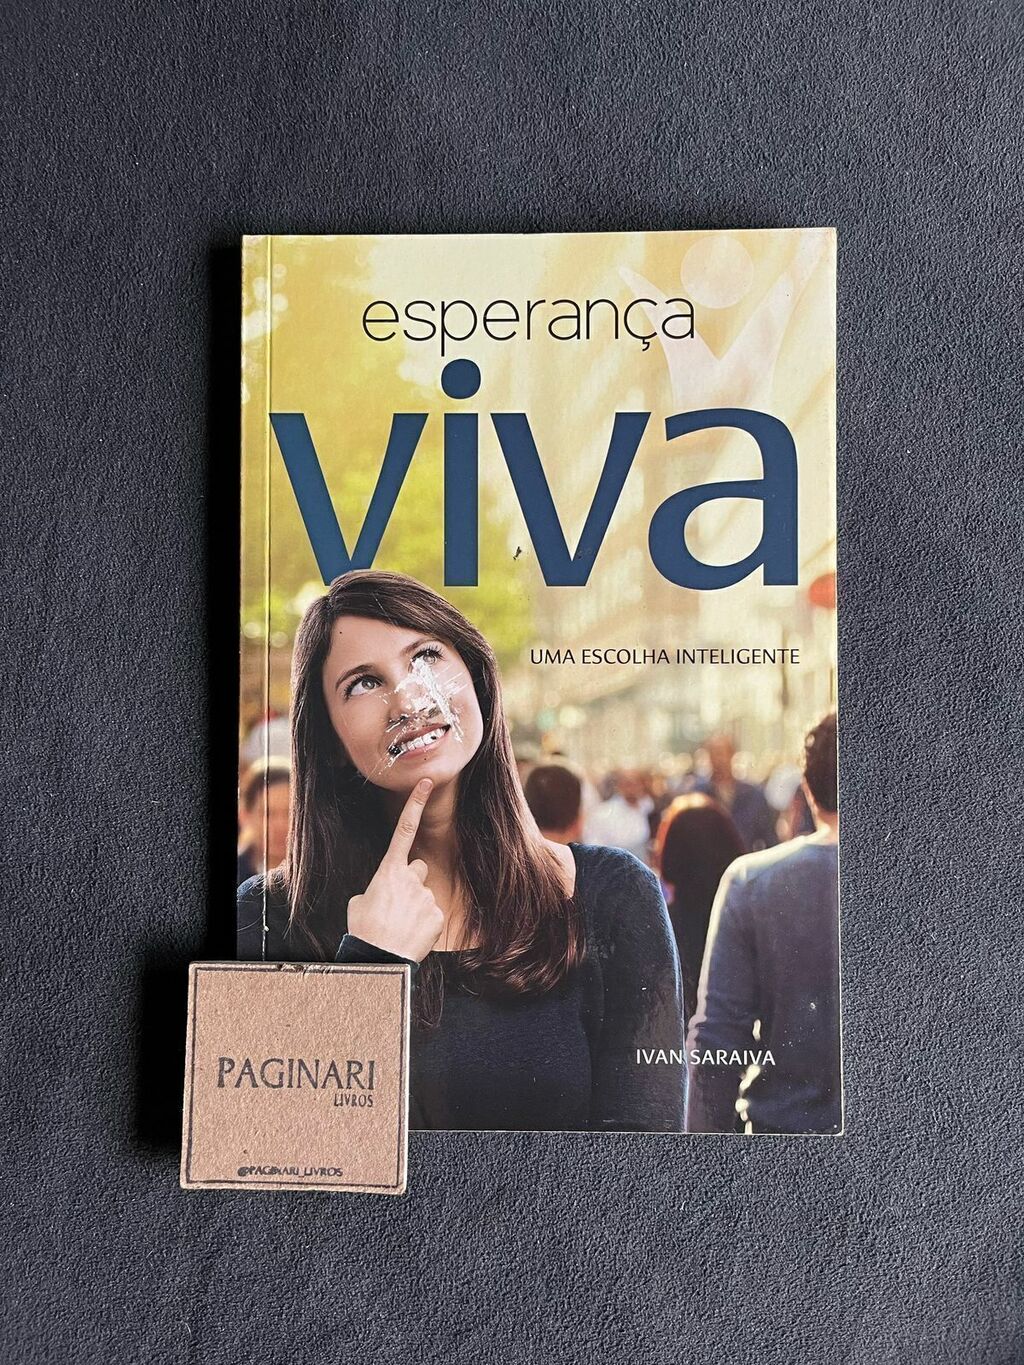 esperança
viva
UMA ESCOLHA INTELIGENTE
IVAN SARAIVA
PAGINARI
LIVROS
@PAGINARI_LIVROS